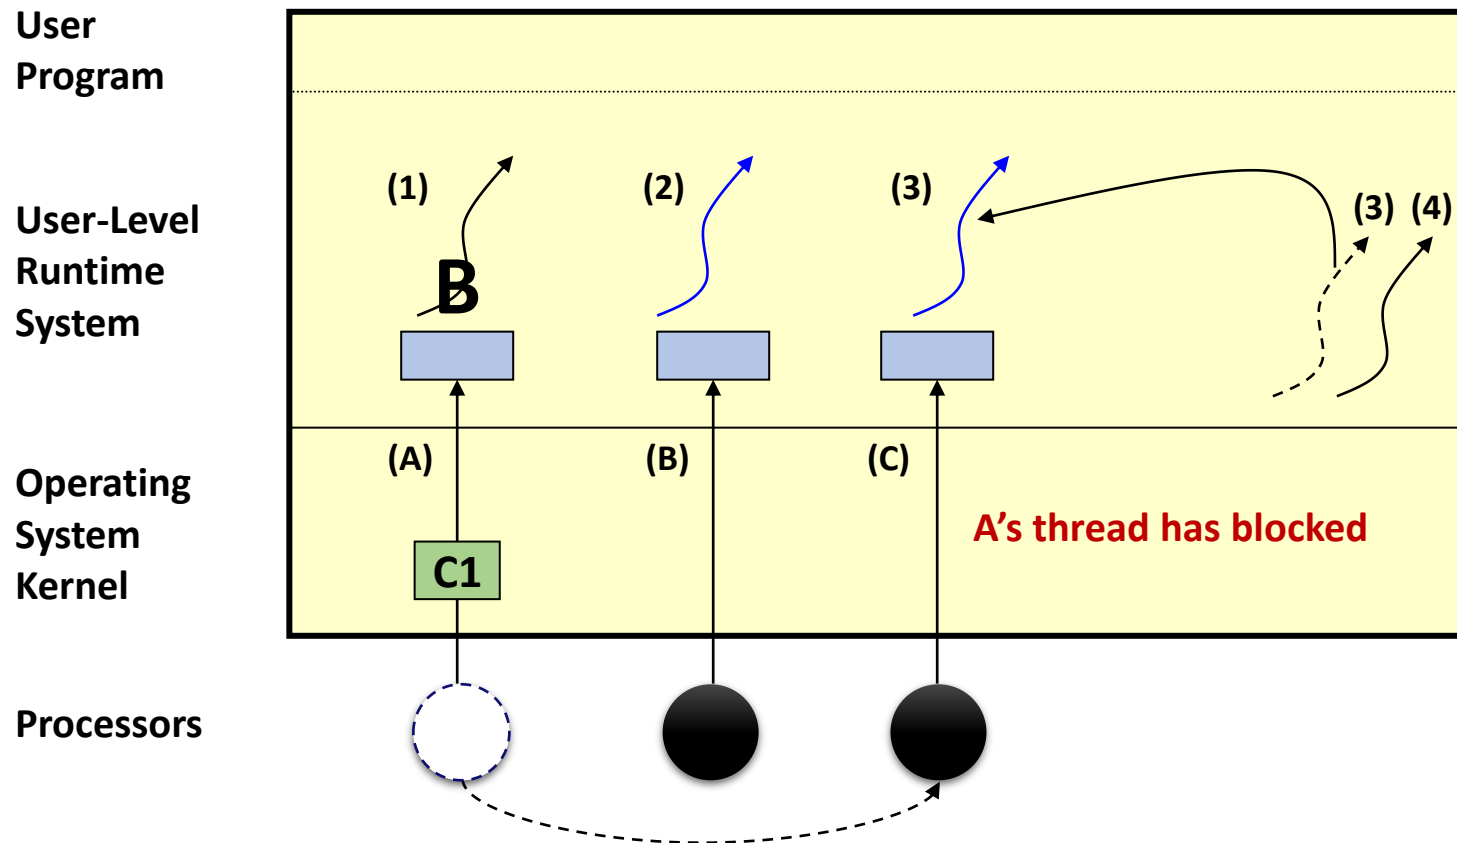 User
Program
(1)
(2)
(3)
(3) (4)
User-Level
Runtime
System
B
(A)
(B)
(C)
Operating
System
Kernel
A’s thread has blocked
C1
Processors